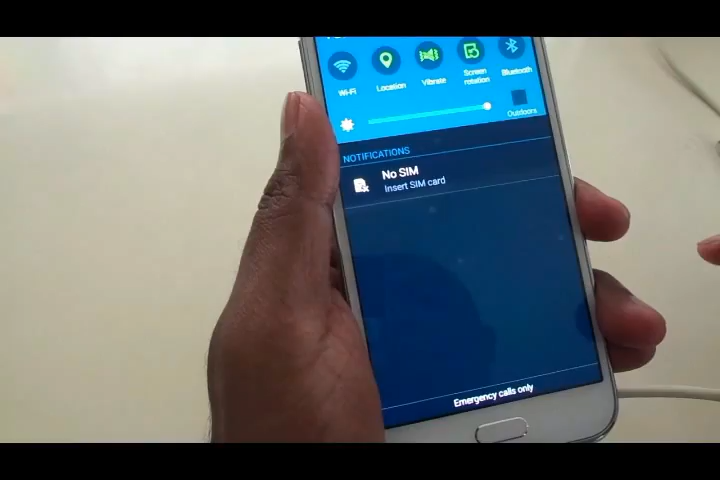 Wi-Fi
Location
Vibrate
Screen
rotation
Bluetooth
Outdoors
NOTIFICATIONS
No SIM
Insert SIM card
Emergency calls only